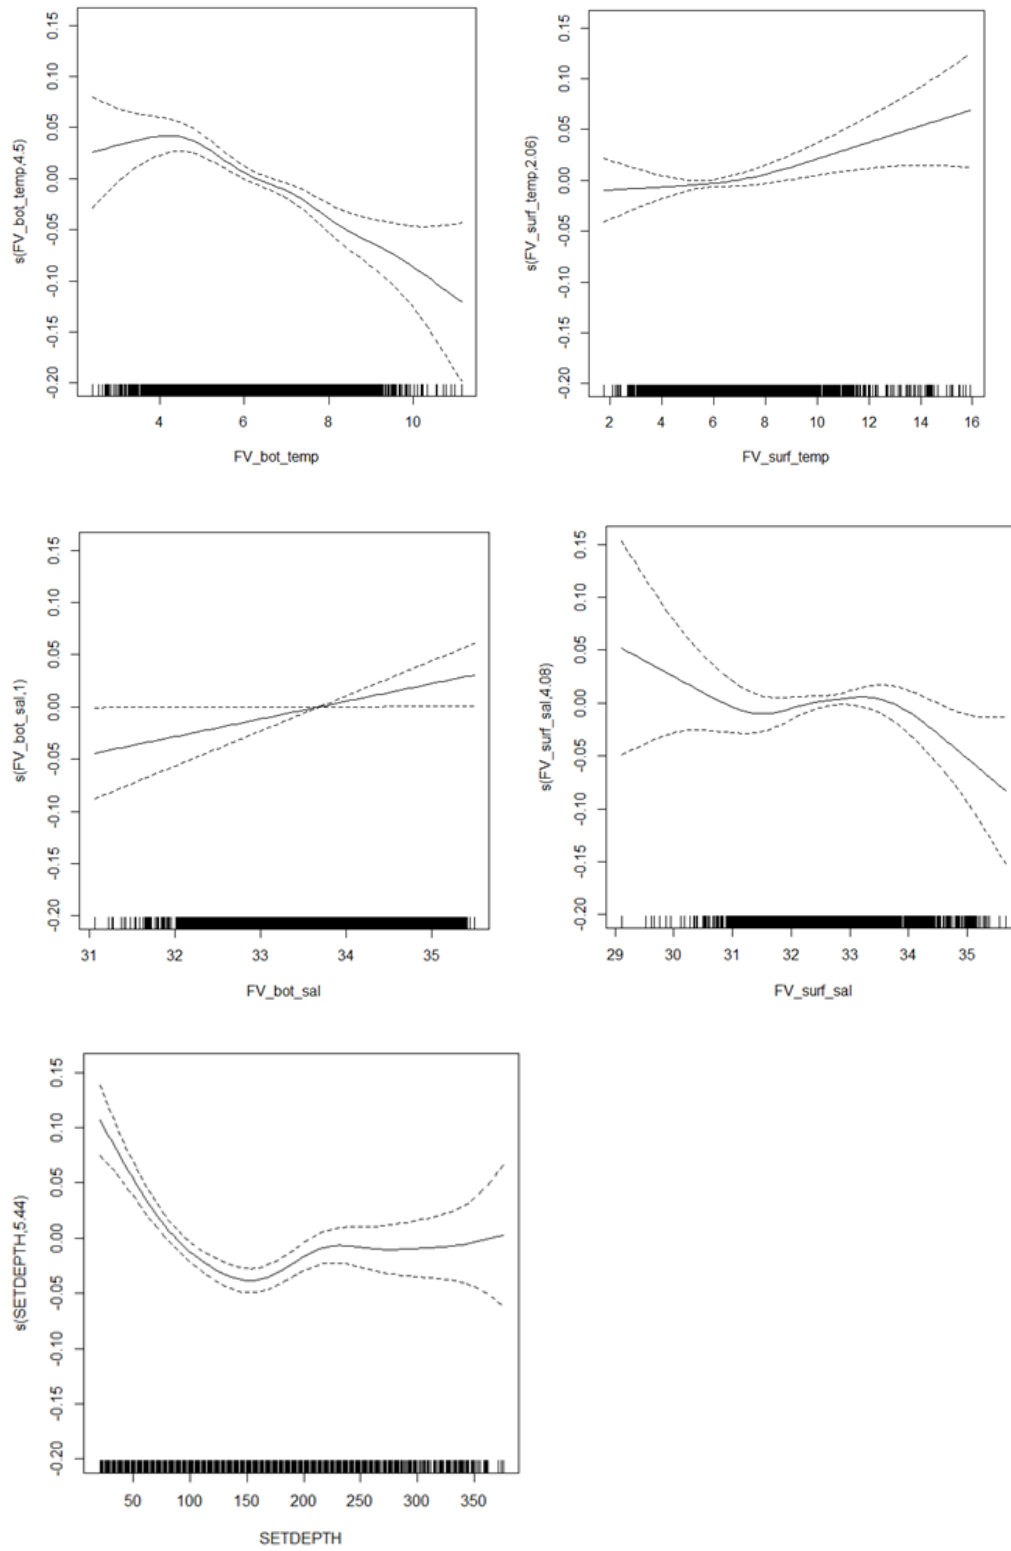 s(FV_bot_temp,4.5)
0.15
0.10
0.05
0.00
-0.05
-0.10
-0.15
-0.20
4 6 8 10
FV_bot_temp
s(FV_surf_temp,2.06)
0.15
0.10
0.05
0.00
-0.05
-0.10
-0.15
-0.20
2 4 6 8 10 12 14 16
FV_surf_temp
s(FV_bot_sal,1)
0.15
0.10
0.05
0.00
-0.05
-0.10
-0.15
-0.20
31 32 33 34 35
FV_bot_sal
s(FV_surf_sal,4.08)
0.15
0.10
0.05
0.00
-0.05
-0.10
-0.15
-0.20
29 30 31 32 33 34 35
FV_surf_sal
s(SETDEPTH,5.44)
0.15
0.10
0.05
0.00
-0.05
-0.10
-0.15
-0.20
50 100 150 200 250 300 350
SETDEPTH